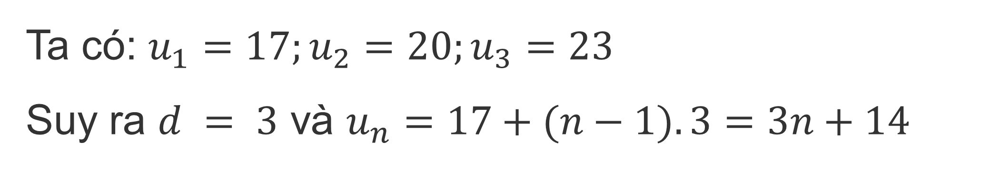 Ta có: u₁ = 17; u₂ = 20; u₃ = 23
Suy ra d = 3 và uₙ = 17 + (n − 1). 3 = 3n + 14